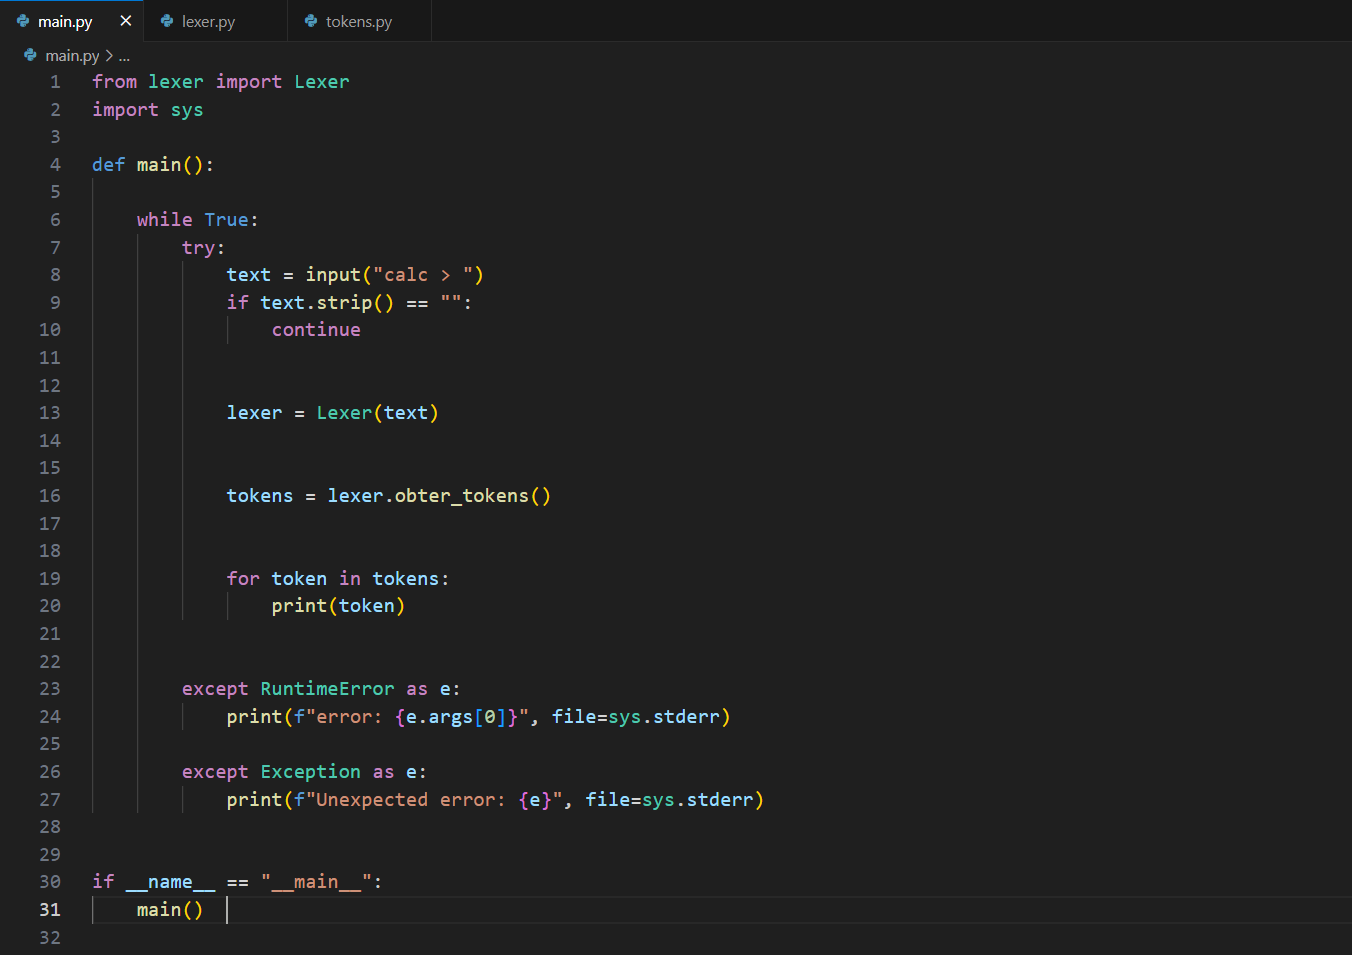 main.py × lexer.py tokens.py
main.py > ...
1 from lexer import Lexer
2 import sys
3
4 def main():
5
6     while True:
7         try:
8             text = input("calc > ")
9             if text.strip() == "":
10                 continue
11
12
13             lexer = Lexer(text)
14
15
16             tokens = lexer.obter_tokens()
17
18
19             for token in tokens:
20                 print(token)
21
22
23         except RuntimeError as e:
24             print(f"error: {e.args[0]}", file=sys.stderr)
25
26         except Exception as e:
27             print(f"Unexpected error: {e}", file=sys.stderr)
28
29
30 if __name__ == "__main__":
31     main()
32